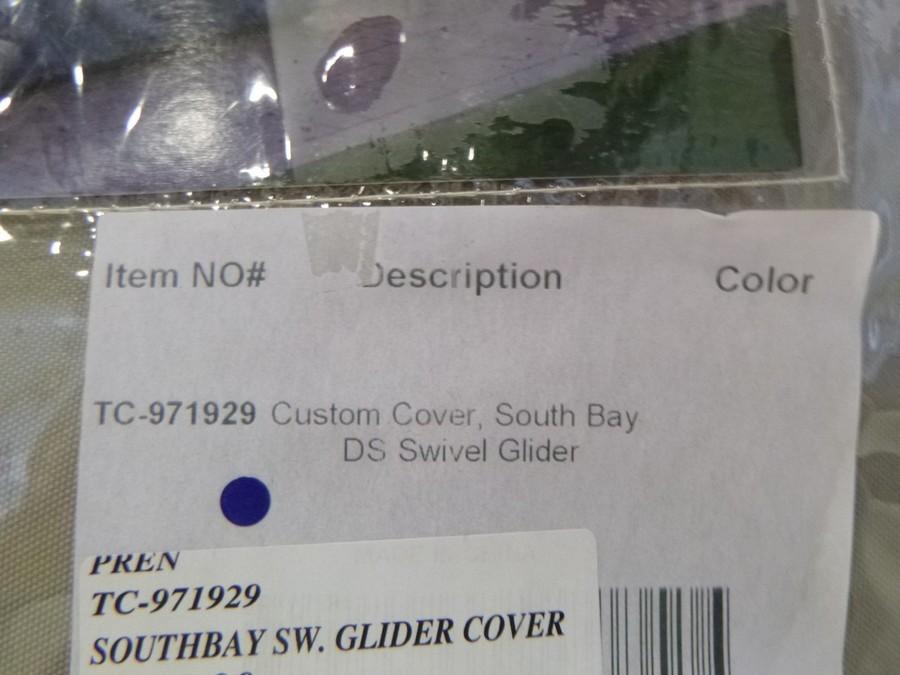 Item NO# Description Color
TC-971929 Custom Cover, South Bay
DS Swivel Glider
PREN
TC-971929
SOUTHBAY SW. GLIDER COVER